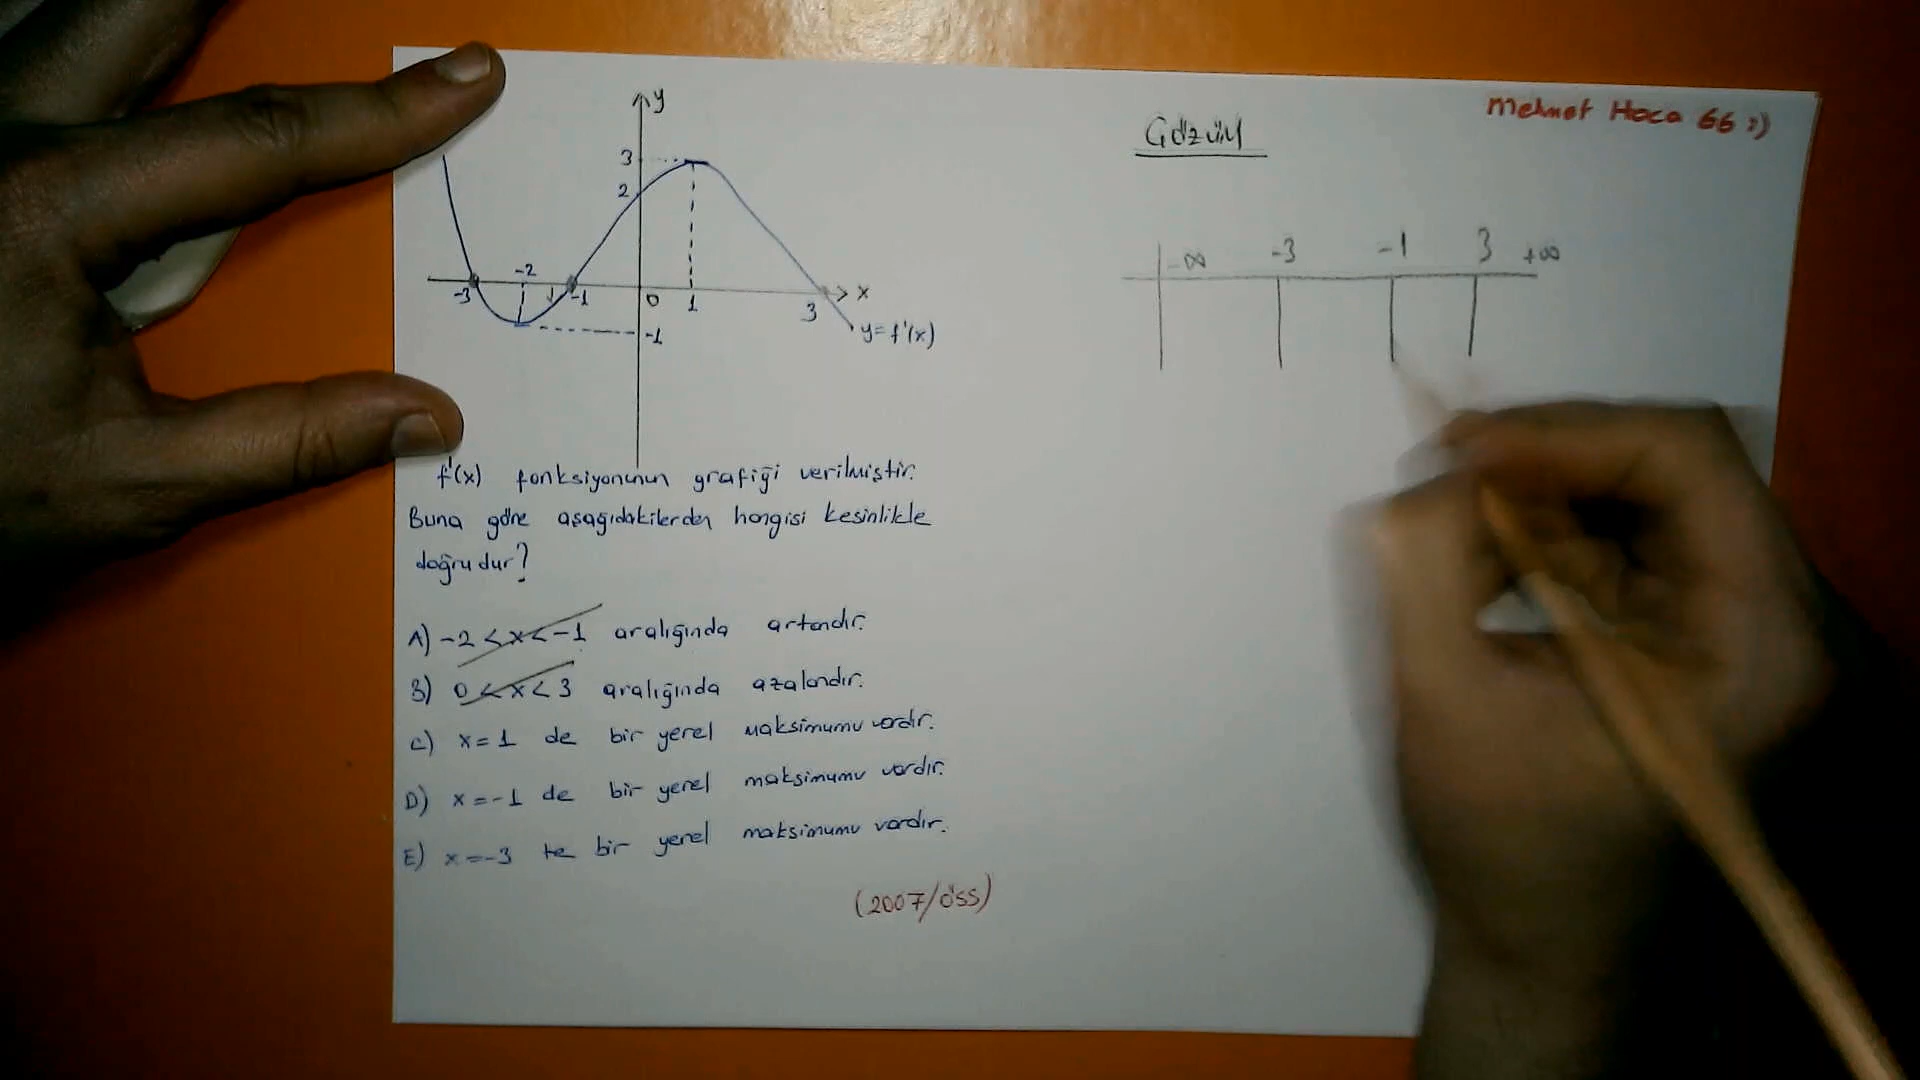 y
3
2
-2
-3
-1
0
1
3
x
-1
y=f'(x)
f'(x) fonksiyonunun grafiği verilmiştir.
Buna göre aşağıdakilerden hangisi kesinlikle
doğrudur?
A) -2 < x < -1 aralığında artandır.
B) 0 < x < 3 aralığında azalandır.
C) x = 1 de bir yerel maksimumu vardır.
D) x = -1 de bir yerel maksimumu vardır.
E) x = -3 te bir yerel maksimumu vardır.
(2007/ÖSS)
Mehmet Hoca 66 :)
Çözüm
-∞ -3 -1 3 +∞